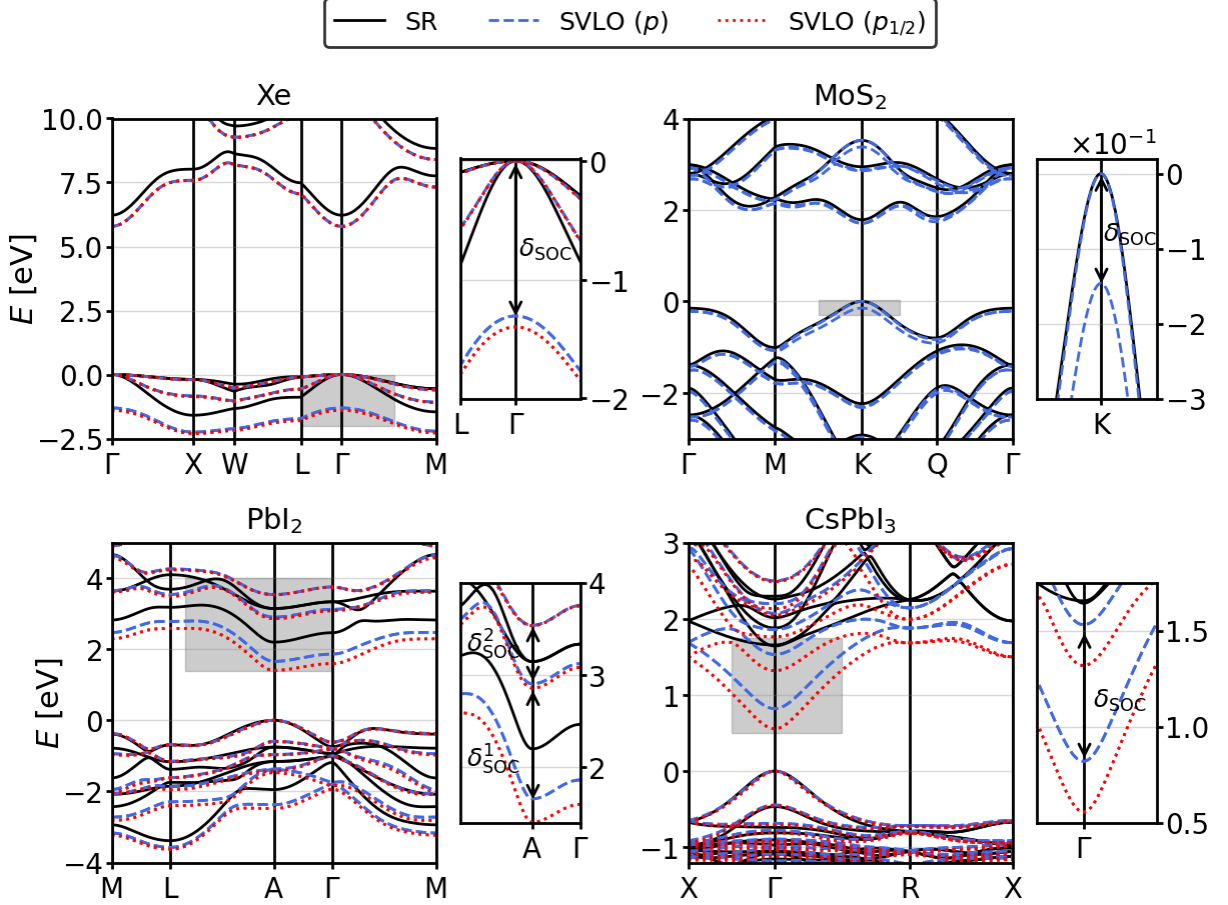 SR SVLO (p) SVLO (p1/2)
Xe
MoS2
10.0
7.5
5.0
2.5
0.0
−2.5
E [eV]
Γ X W L Γ M
0
−1
−2
δSOC
L Γ
4
2
0
−2
Γ M K Q Γ
×10−1
0
−1
−2
−3
δSOC
K
PbI2
CsPbI3
4
2
0
−2
−4
E [eV]
M L A Γ M
4
3
2
δ2SOC
δ1SOC
A Γ
3
2
1
0
−1
X Γ R X
1.5
1.0
0.5
δSOC
Γ